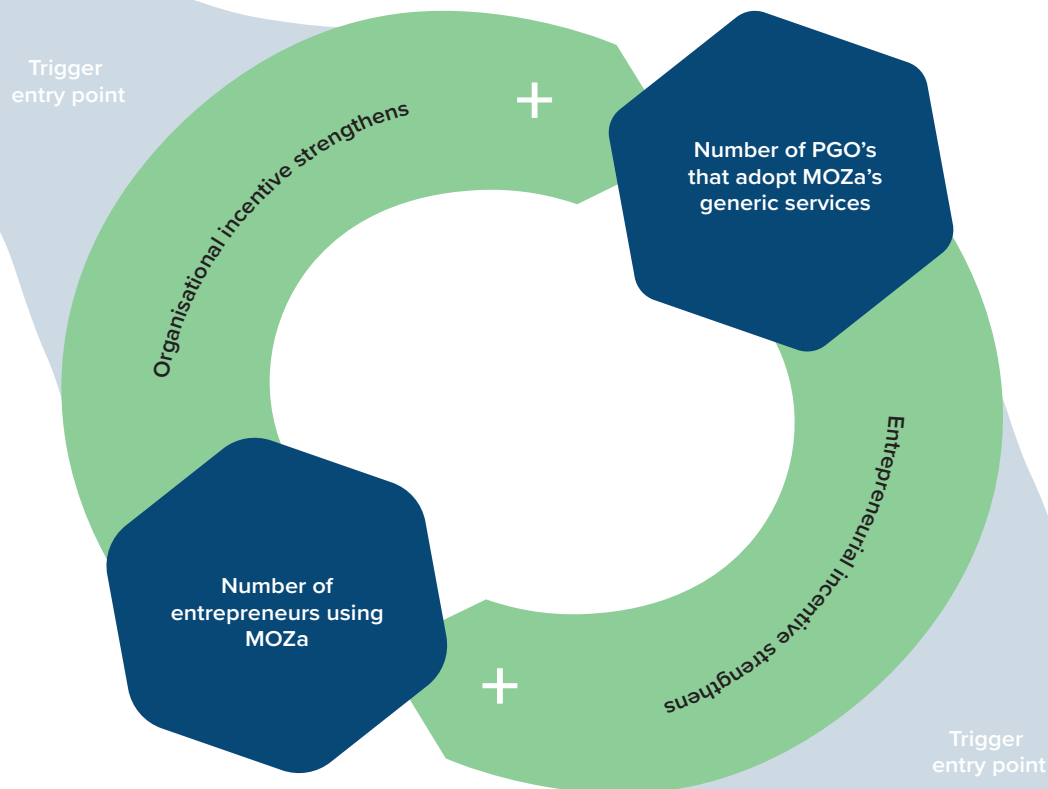 Trigger
entry point
+
Organisational incentive strengthens
Number of PGO’s
that adopt MOZa’s
generic services
Entrepreneurial incentive strengthens
Number of
entrepreneurs using
MOZa
+
Trigger
entry point